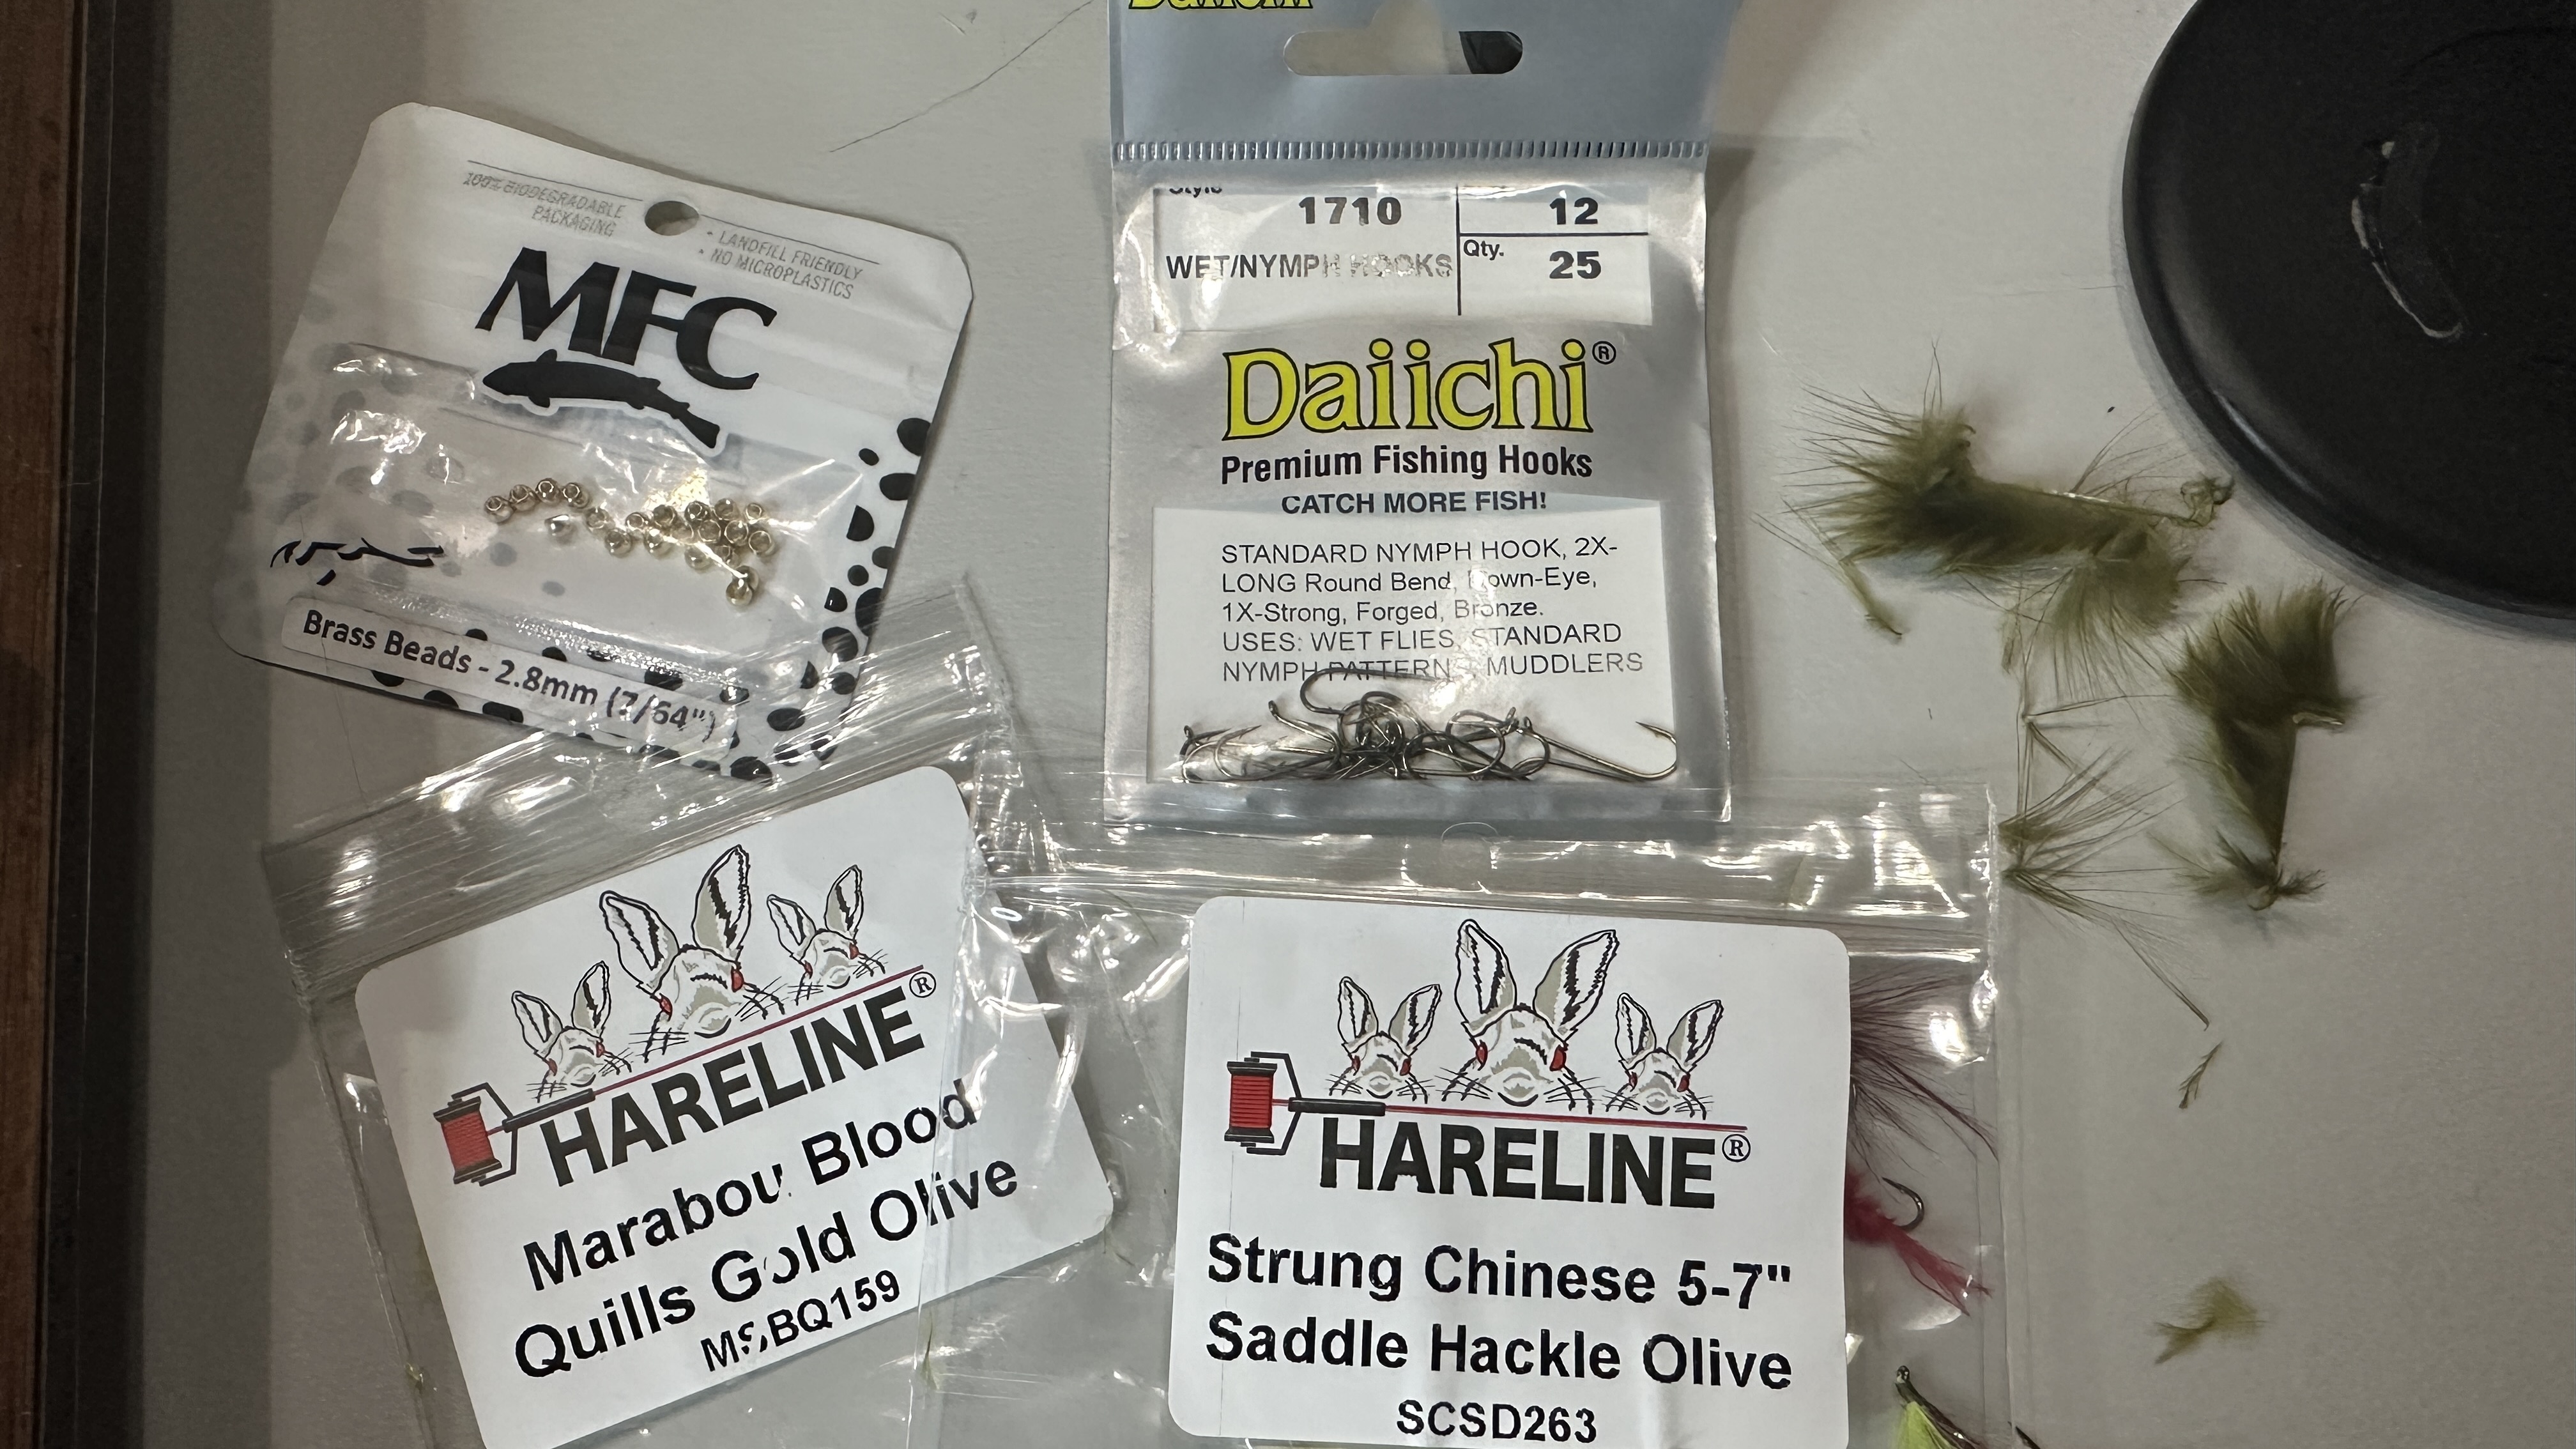 Daiichi
100% BIODEGRADABLE
PACKAGING
• LANDFILL FRIENDLY
• NO MICROPLASTICS
MFC
Brass Beads - 2.8mm (7/64")
Style
1710
12
WET/NYMPH HOOKS
Qty.
25
Daiichi®
Premium Fishing Hooks
CATCH MORE FISH!
STANDARD NYMPH HOOK, 2X-
LONG Round Bend, Down-Eye,
1X-Strong, Forged, Bronze.
USES: WET FLIES, STANDARD
NYMPH PATTERNS, MUDDLERS
HARELINE®
Marabou Blood
Quills Gold Olive
MSBQ159
HARELINE®
Strung Chinese 5-7"
Saddle Hackle Olive
SCSD263